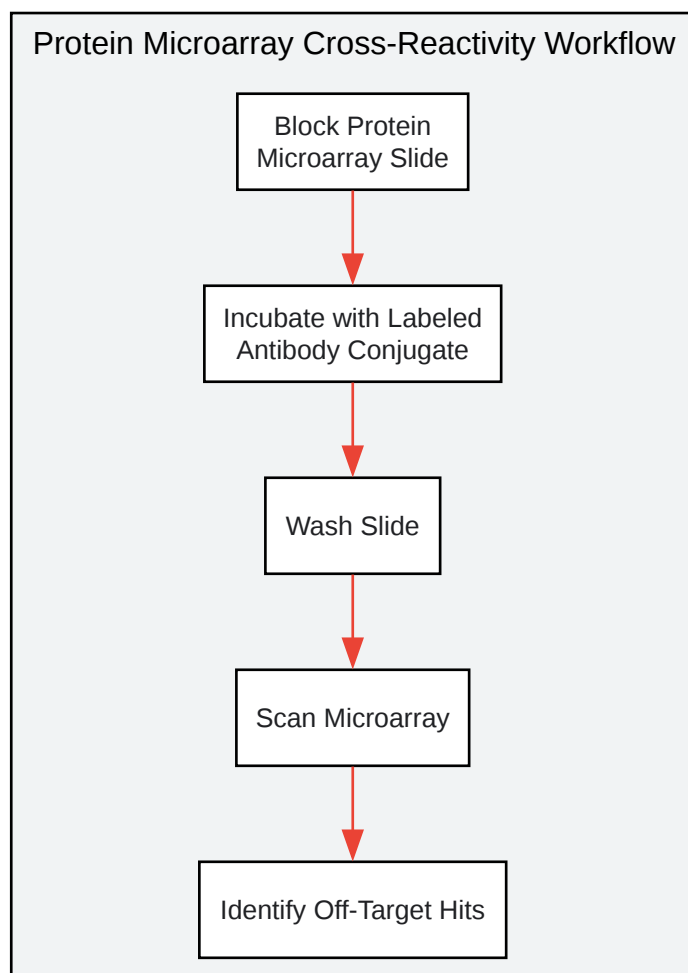 Protein Microarray Cross-Reactivity Workflow
Block Protein
Microarray Slide
Incubate with Labeled
Antibody Conjugate
Wash Slide
Scan Microarray
Identify Off-Target Hits